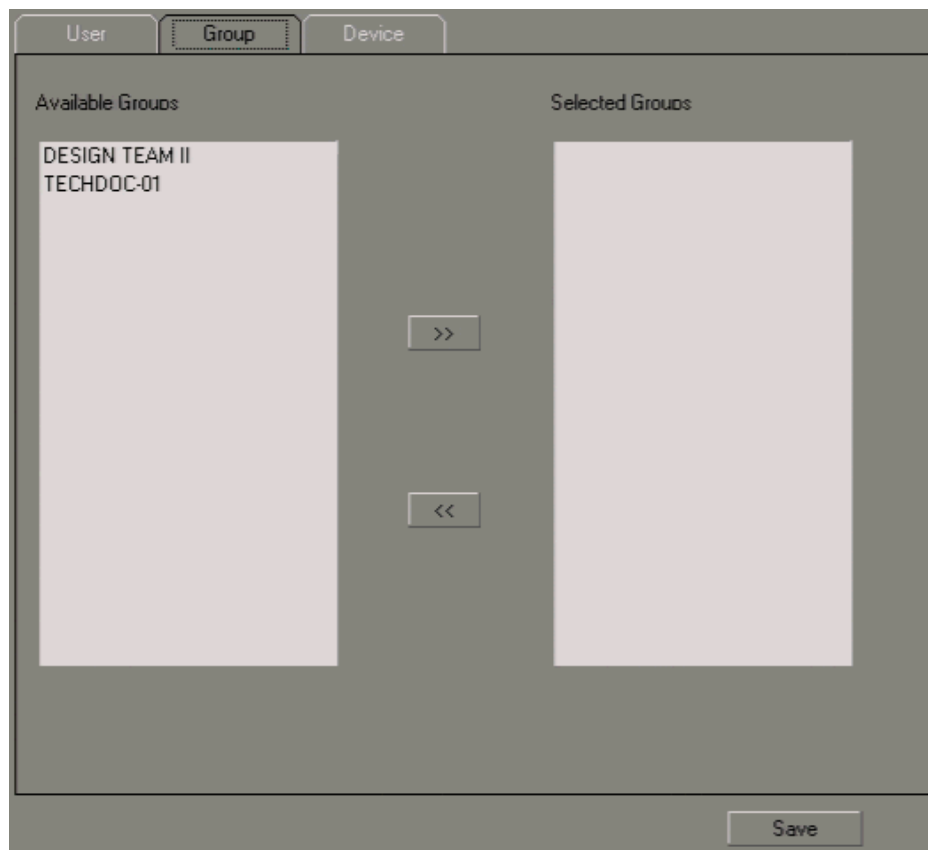 User Group Device
Available Groups Selected Groups
DESIGN TEAM II
TECHDOC-01
>>
<<
Save